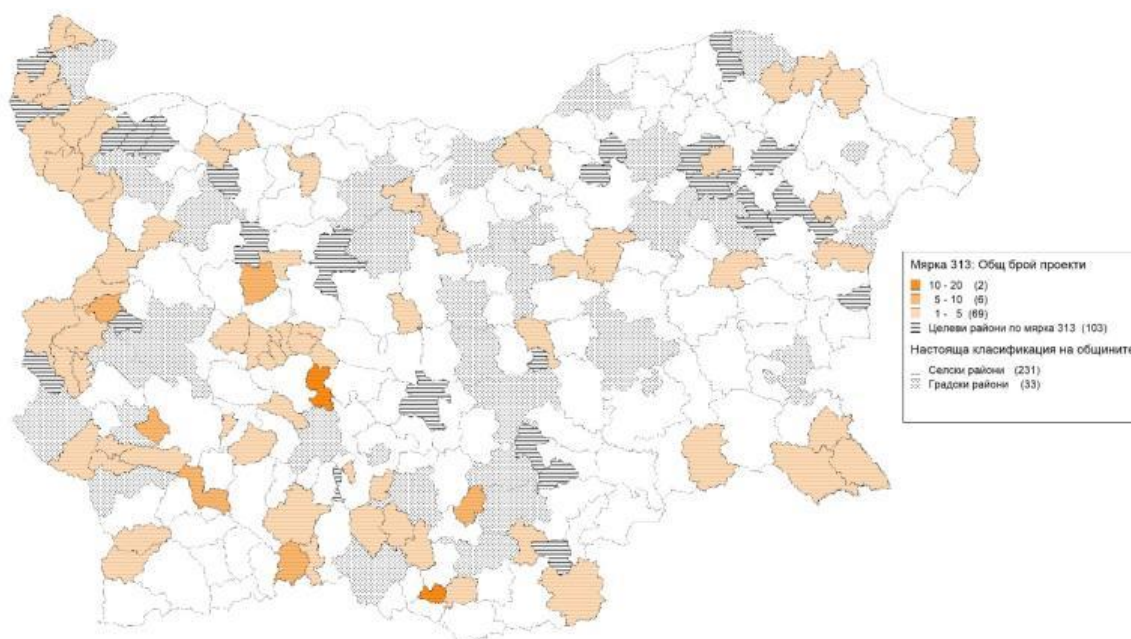 Мярка 313: Общ брой проекти
10 - 20 (2)
5 - 10 (6)
1 - 5 (69)
Целеви райони по мярка 313 (103)
Настояща класификация на общините
Селски райони (231)
Градски райони (33)